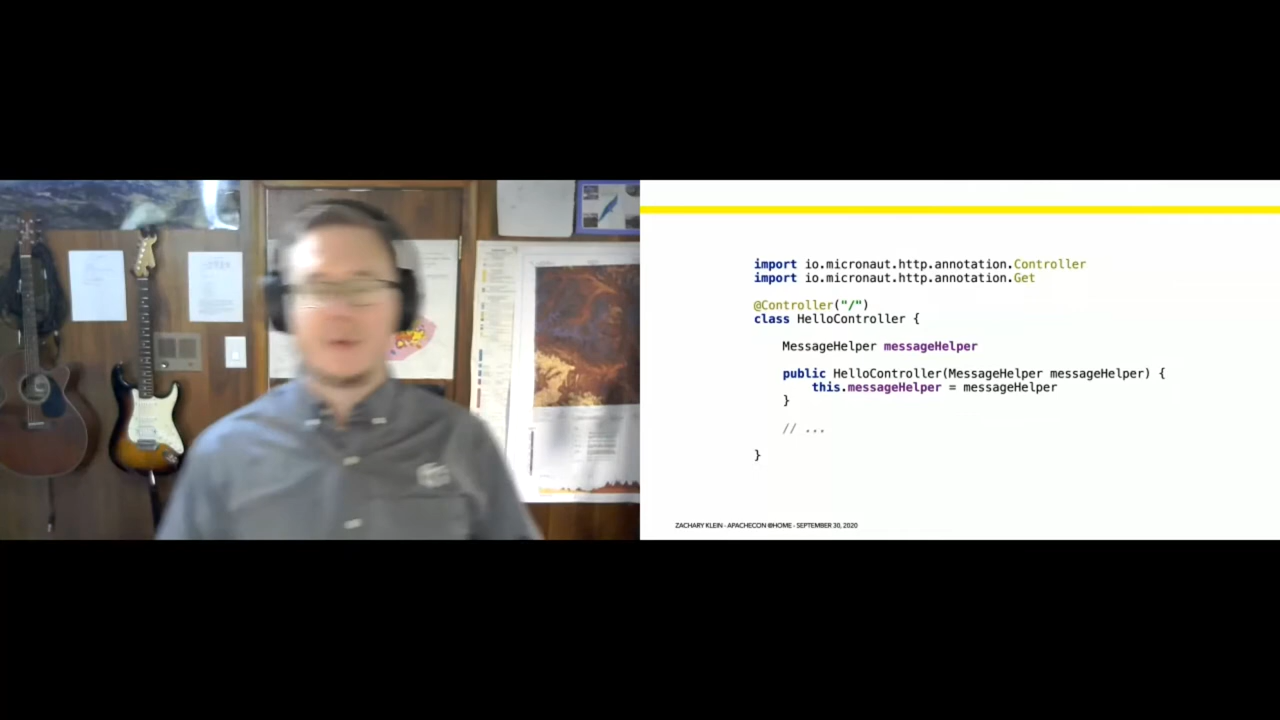 import io.micronaut.http.annotation.Controller
import io.micronaut.http.annotation.Get
@Controller("/")
class HelloController {
MessageHelper messageHelper
public HelloController(MessageHelper messageHelper) {
this.messageHelper = messageHelper
}
// ...
}
ZACHARY KLEIN - APACHECON @HOME - SEPTEMBER 30, 2020